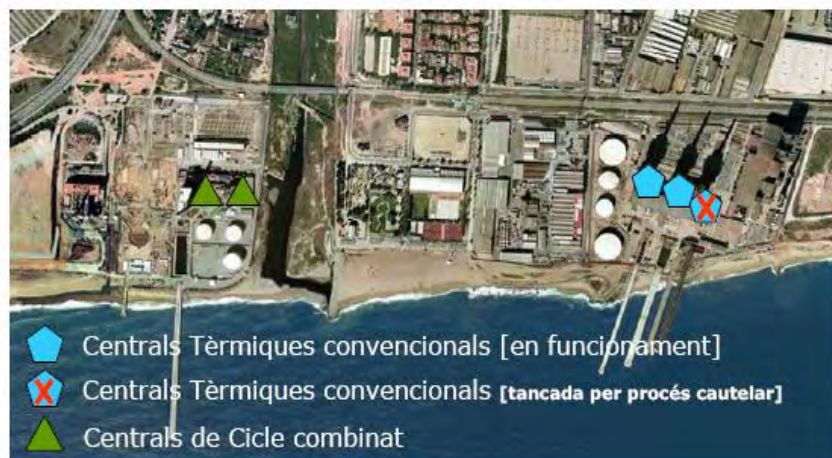 Centrals Tèrmiques convencionals [en funcionament]
Centrals Tèrmiques convencionals [tancada per procés cautelar]
Centrals de Cicle combinat